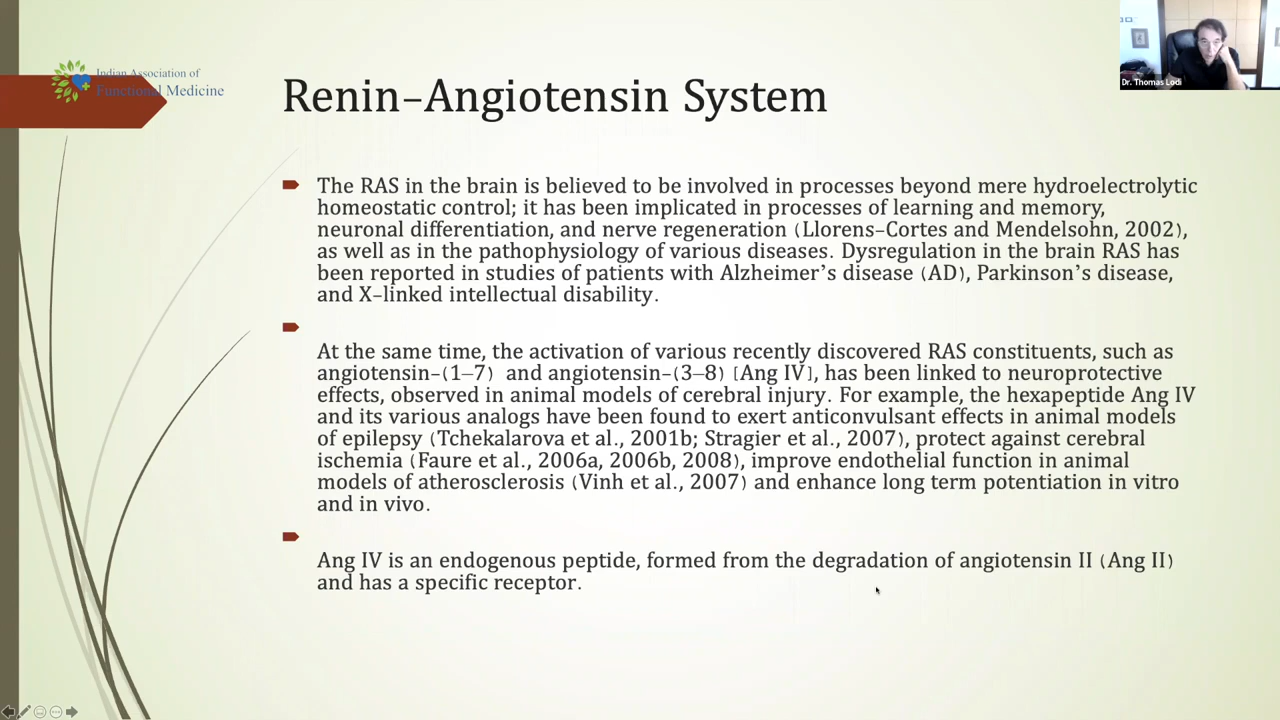 Indian Association of
Functional Medicine
Dr. Thomas Lodi
Renin–Angiotensin System
The RAS in the brain is believed to be involved in processes beyond mere hydroelectrolytic
homeostatic control; it has been implicated in processes of learning and memory,
neuronal differentiation, and nerve regeneration (Llorens–Cortes and Mendelsohn, 2002),
as well as in the pathophysiology of various diseases. Dysregulation in the brain RAS has
been reported in studies of patients with Alzheimer’s disease (AD), Parkinson’s disease,
and X–linked intellectual disability.
At the same time, the activation of various recently discovered RAS constituents, such as
angiotensin–(1–7) and angiotensin–(3–8) [Ang IV], has been linked to neuroprotective
effects, observed in animal models of cerebral injury. For example, the hexapeptide Ang IV
and its various analogs have been found to exert anticonvulsant effects in animal models
of epilepsy (Tchekalarova et al., 2001b; Stragier et al., 2007), protect against cerebral
ischemia (Faure et al., 2006a, 2006b, 2008), improve endothelial function in animal
models of atherosclerosis (Vinh et al., 2007) and enhance long term potentiation in vitro
and in vivo.
Ang IV is an endogenous peptide, formed from the degradation of angiotensin II (Ang II)
and has a specific receptor.